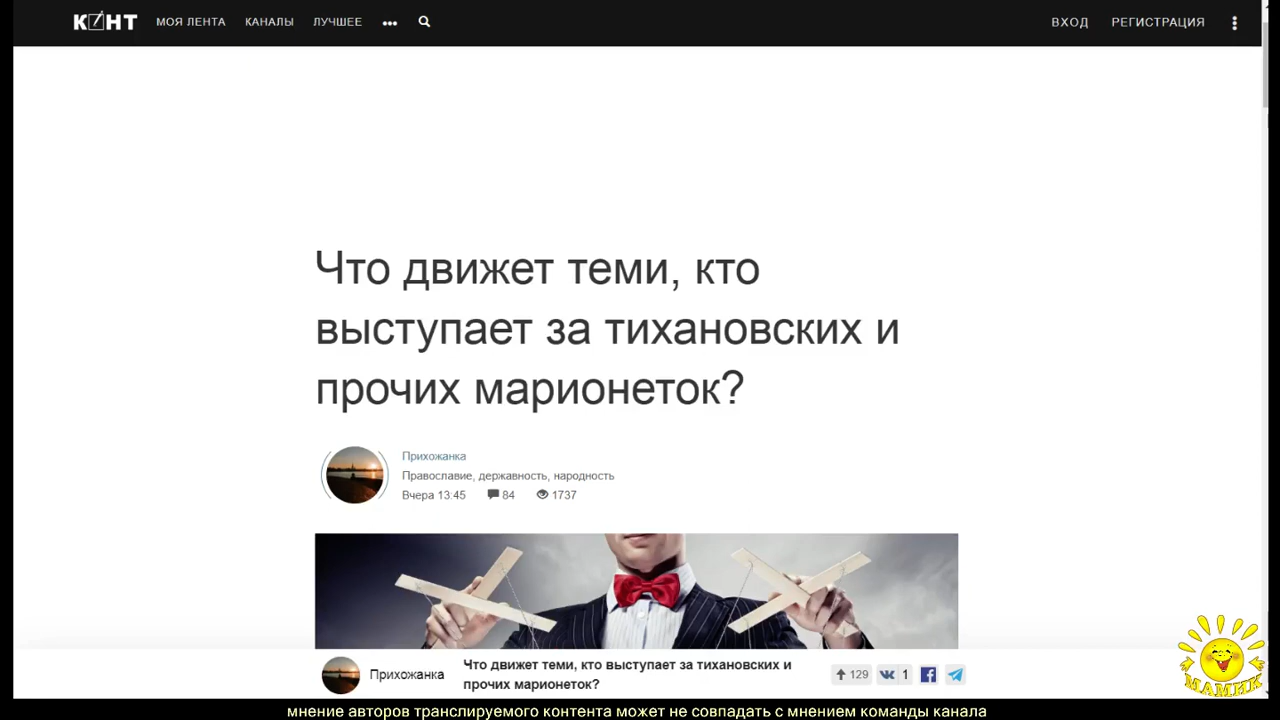 КОНТ МОЯ ЛЕНТА КАНАЛЫ ЛУЧШЕЕ ••• ВХОД РЕГИСТРАЦИЯ
Что движет теми, кто
выступает за тихановских и
прочих марионеток?
Прихожанка
Православие, державность, народность
Вчера 13:45 84 1737
Прихожанка
Что движет теми, кто выступает за тихановских и
прочих марионеток?
129 1
МАМИК
мнение авторов транслируемого контента может не совпадать с мнением команды канала